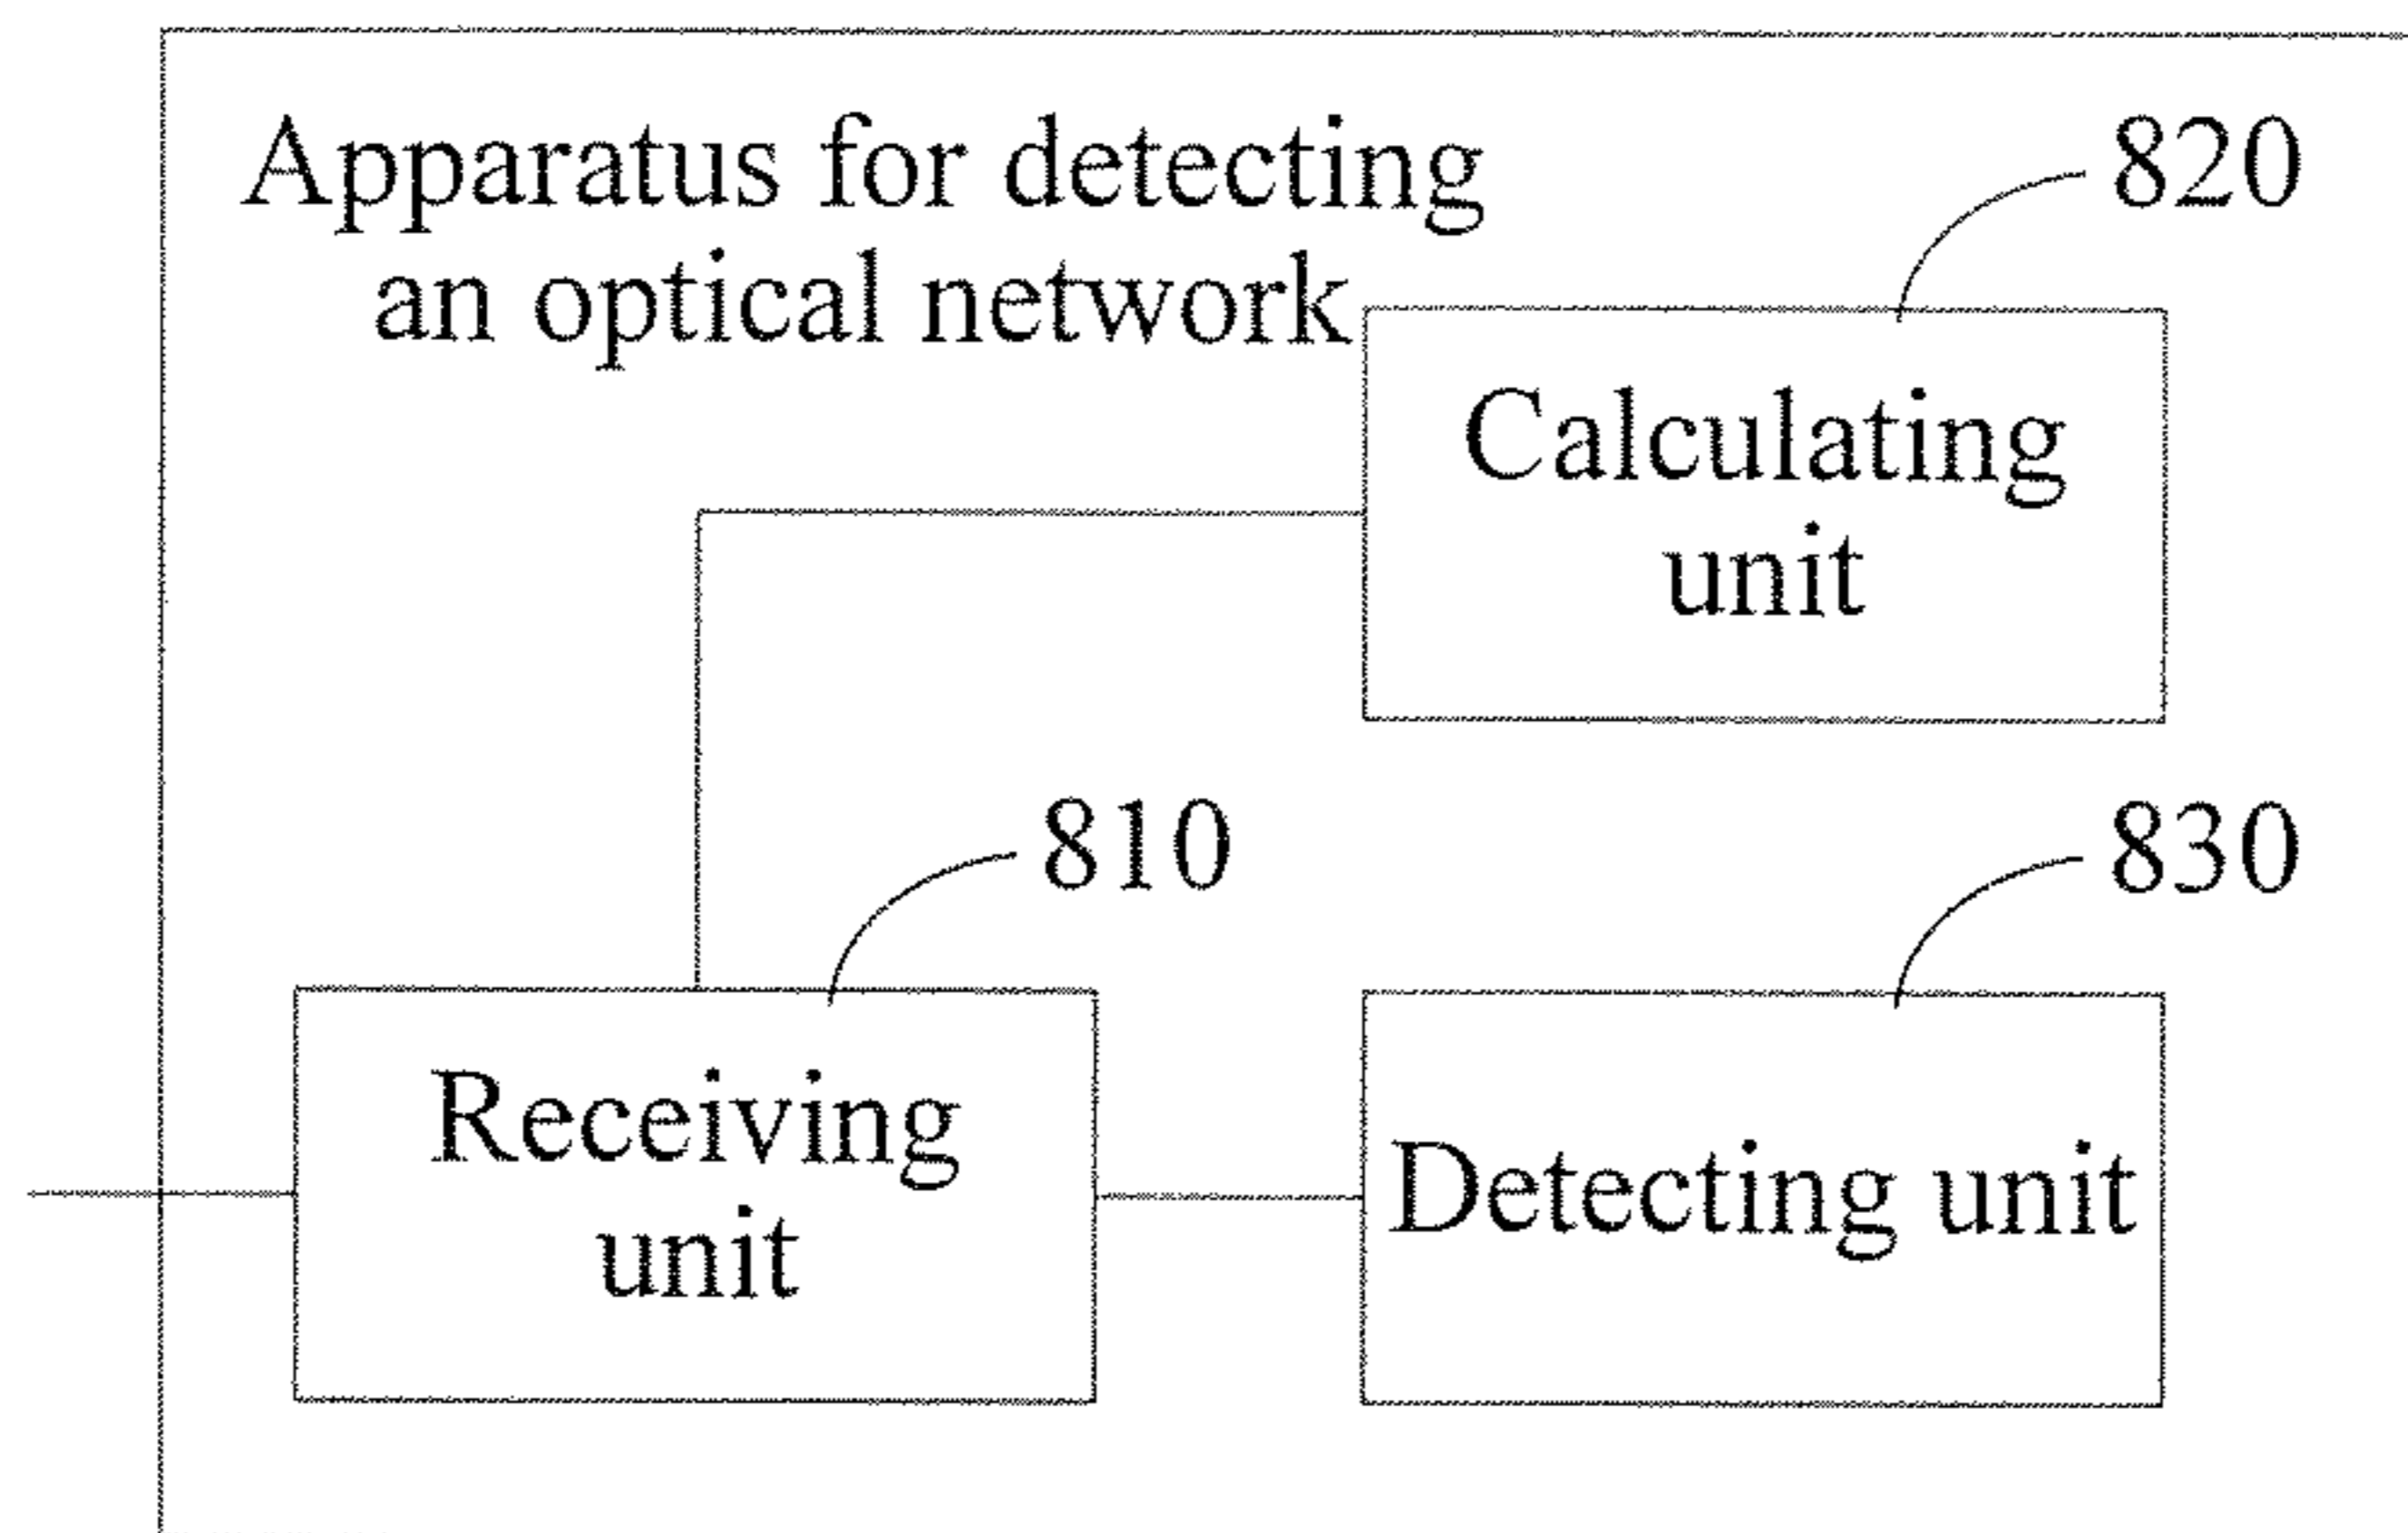 Apparatus for detecting
an optical network
820
Calculating
unit
810
830
Receiving
unit
Detecting unit